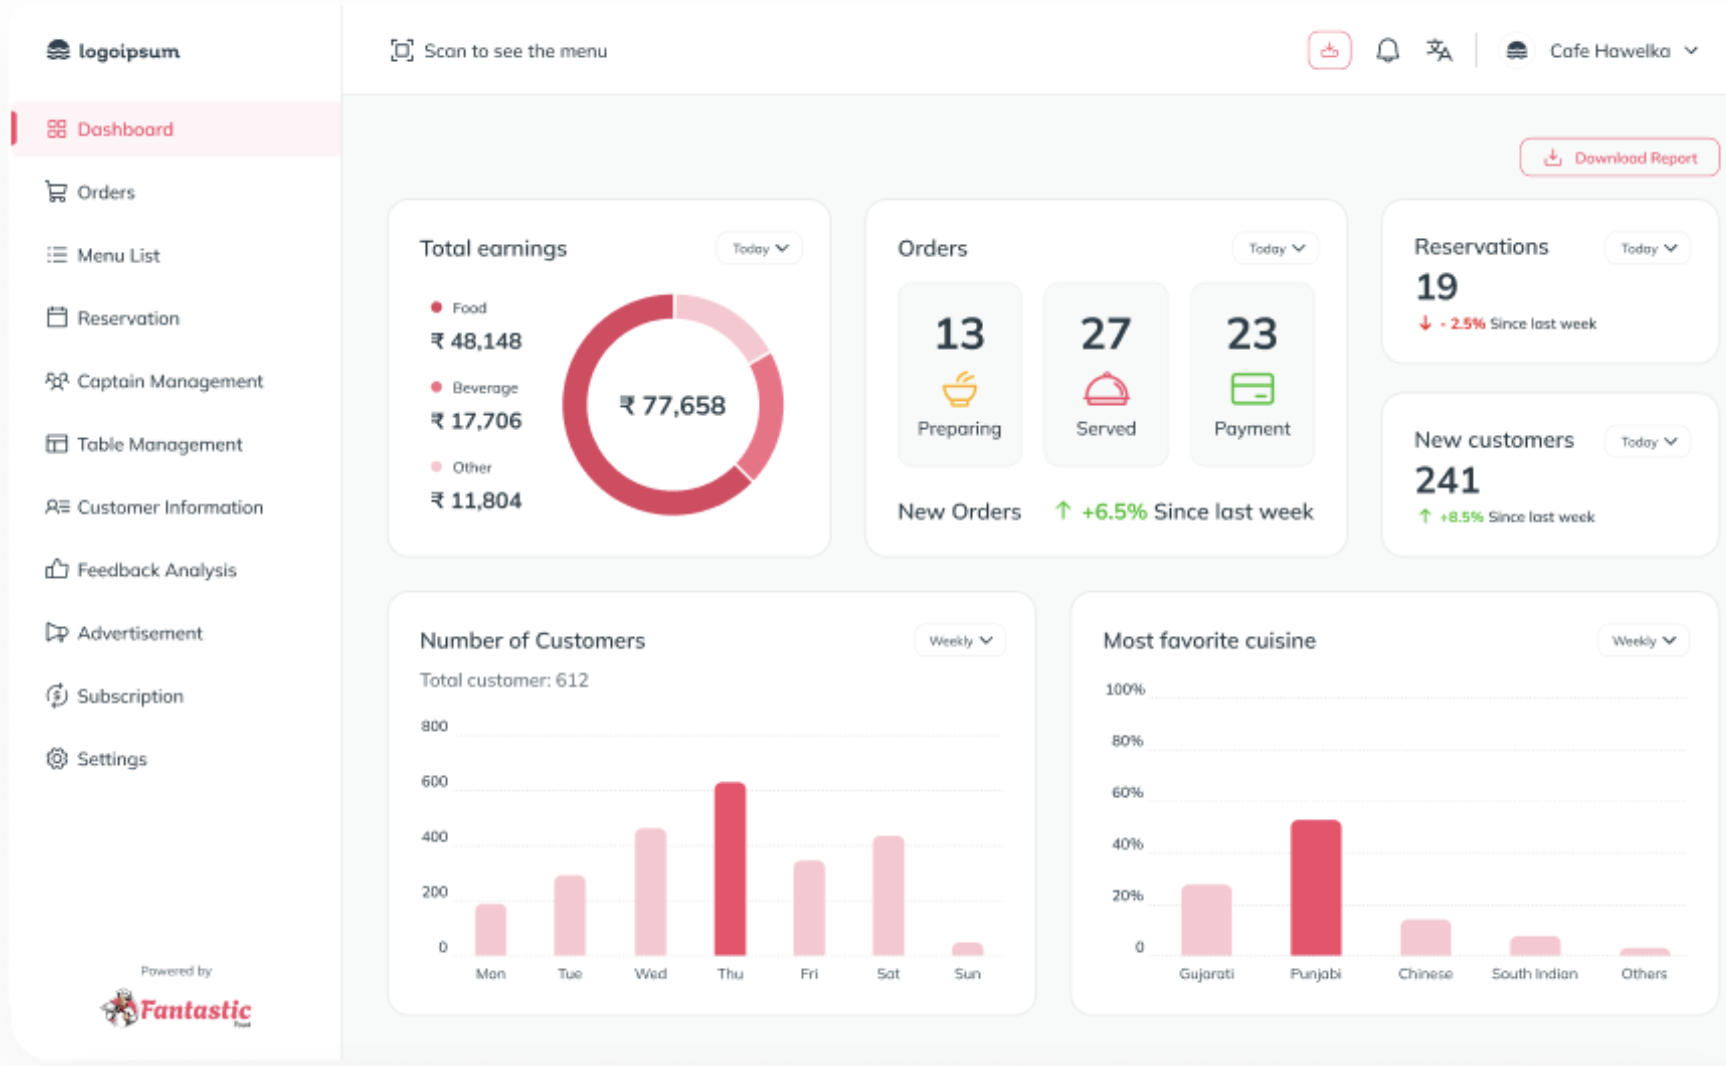 logoipsum
Scan to see the menu
Cafe Hawelka
Dashboard
Orders
Menu List
Reservation
Captain Management
Table Management
Customer Information
Feedback Analysis
Advertisement
Subscription
Settings
Powered by
Fantastic
Food
Download Report
Total earnings
Today
Food
₹ 48,148
Beverage
₹ 17,706
Other
₹ 11,804
₹ 77,658
Orders
Today
13
Preparing
27
Served
23
Payment
New Orders
+6.5% Since last week
Reservations
Today
19
- 2.5% Since last week
New customers
Today
241
+8.5% Since last week
Number of Customers
Weekly
Total customer: 612
800
600
400
200
0
Mon Tue Wed Thu Fri Sat Sun
Most favorite cuisine
Weekly
100%
80%
60%
40%
20%
0
Gujarati Punjabi Chinese South Indian Others